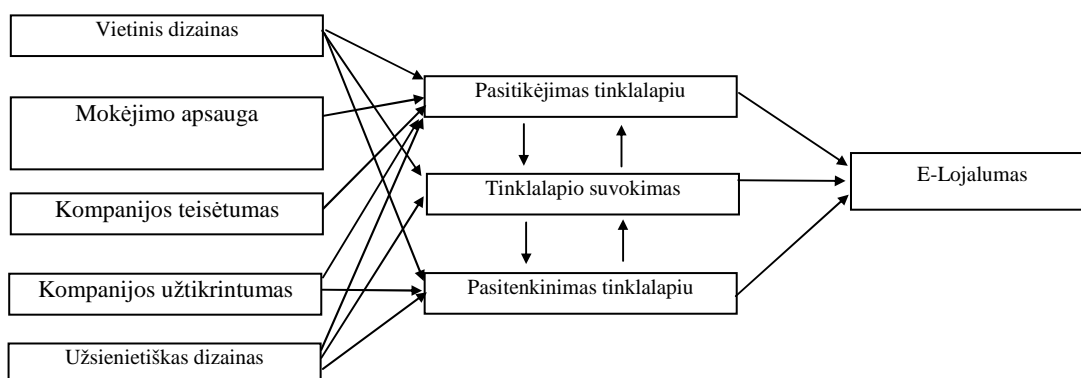 Vietinis dizainas
Mokėjimo apsauga
Kompanijos teisėtumas
Kompanijos užtikrintumas
Užsienietiškas dizainas
Pasitikėjimas tinklalapiu
Tinklalapio suvokimas
Pasitenkinimas tinklalapiu
E-Lojalumas